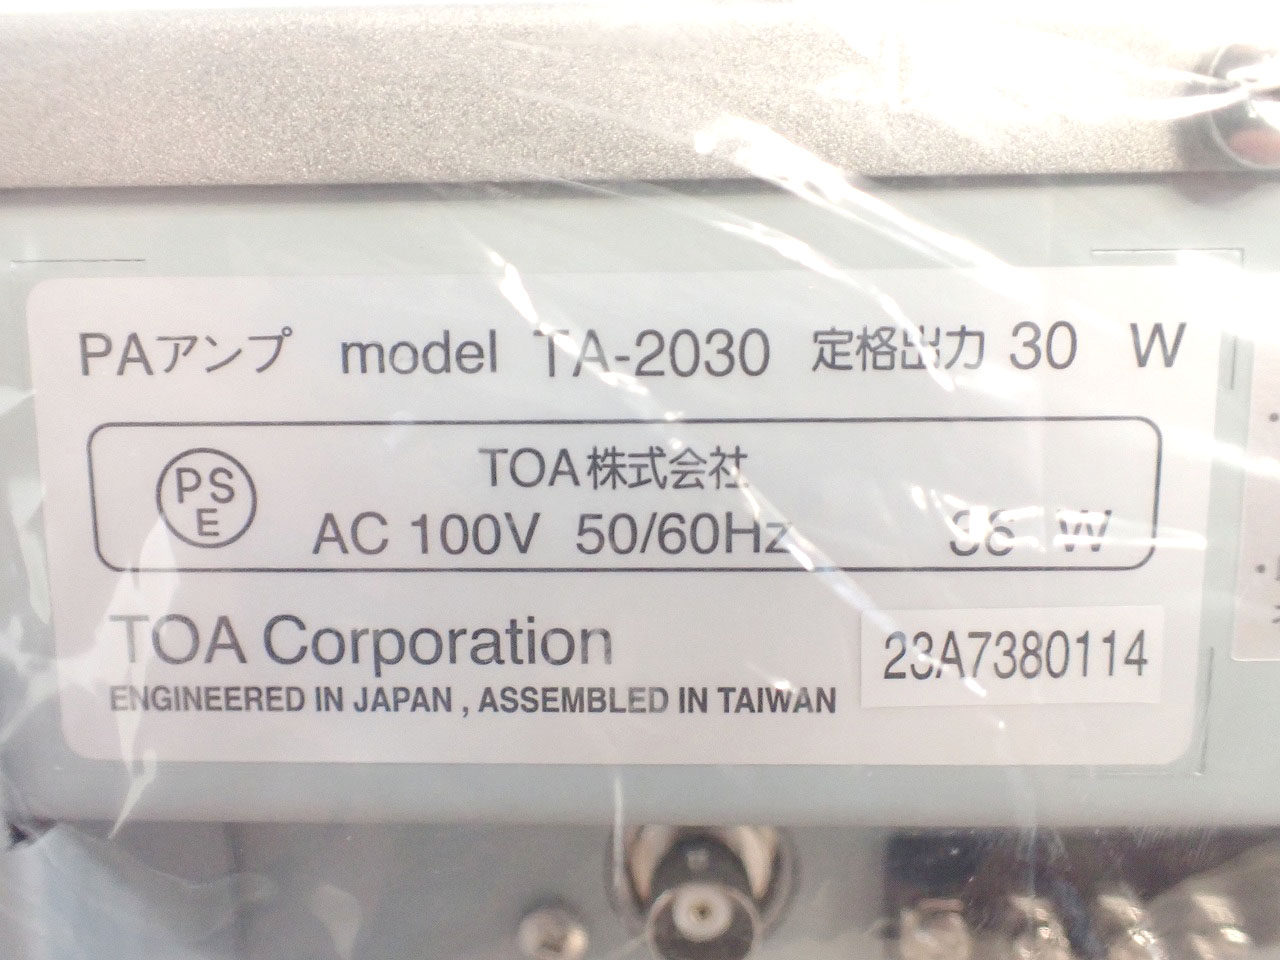 PAアンプ model TA-2030 定格出力 30 W
PS
E
TOA株式会社
AC 100V 50/60Hz W
TOA Corporation
23A7380114
ENGINEERED IN JAPAN , ASSEMBLED IN TAIWAN